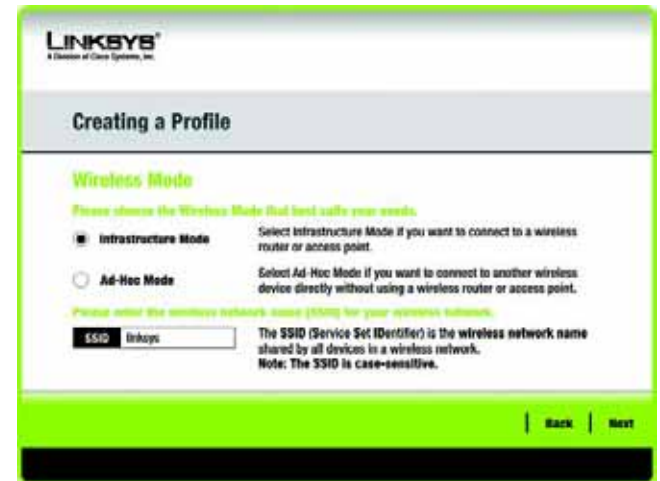 LINKSYS®
A Division of Cisco Systems, Inc.
Creating a Profile
Wireless Mode
Please choose the Wireless Mode that best suits your needs.
Infrastructure Mode
Select Infrastructure Mode if you want to connect to a wireless
router or access point.
Ad-Hoc Mode
Select Ad-Hoc Mode if you want to connect to another wireless
device directly without using a wireless router or access point.
Please enter the wireless network name (SSID) for your wireless network.
SSID linksys
The SSID (Service Set IDentifier) is the wireless network name
shared by all devices in a wireless network.
Note: The SSID is case-sensitive.
Back
Next